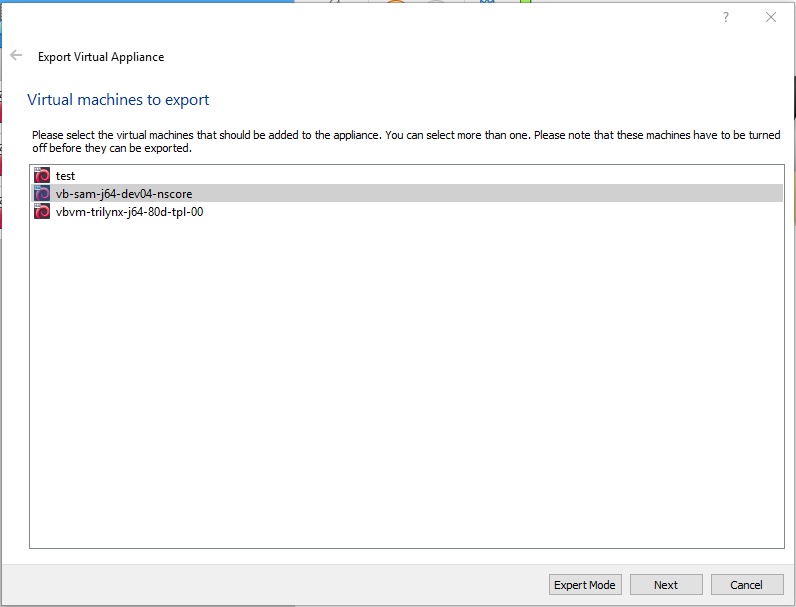 ?
Export Virtual Appliance
Virtual machines to export
Please select the virtual machines that should be added to the appliance. You can select more than one. Please note that these machines have to be turned
off before they can be exported.
test
vb-sam-j64-dev04-nscore
vbvm-trilynx-j64-80d-tpl-00
Expert Mode Next Cancel